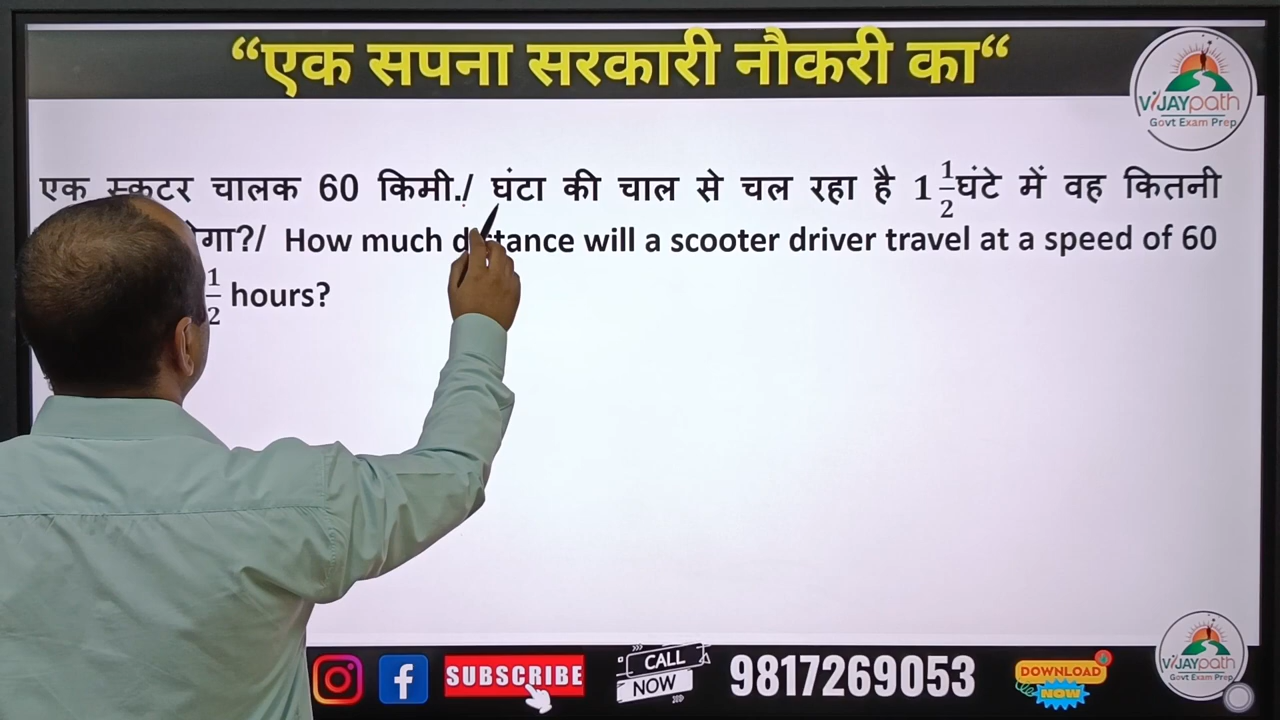 “एक सपना सरकारी नौकरी का“
VIJAYpath
Govt Exam Prep
एक स्कूटर चालक 60 किमी./ घंटा की चाल से चल रहा है 1 1/2 घंटे में वह कितनी
How much distance will a scooter driver travel at a speed of 60
1/2 hours?
SUBSCRIBE
CALL
NOW
9817269053
DOWNLOAD
NOW
VIJAYpath
Govt Exam Prep